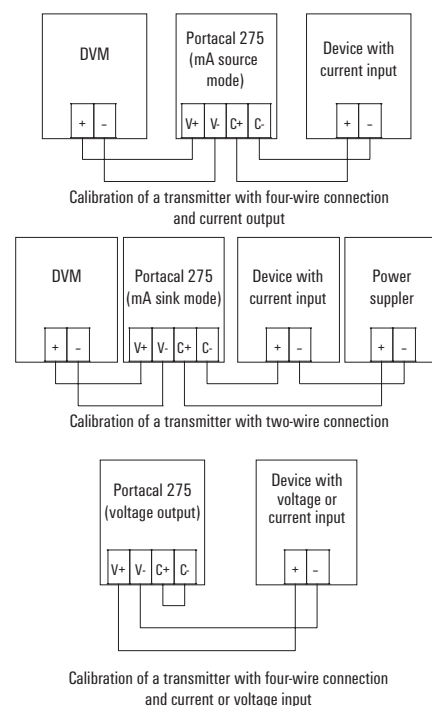 DVM
Portacal 275
(mA source
mode)
Device with
current input
+ –
V+ V- C+ C-
+ –
Calibration of a transmitter with four-wire connection
and current output
DVM
Portacal 275
(mA sink mode)
Device with
current input
Power
suppler
+ –
V+ V- C+ C-
+ –
+ –
Calibration of a transmitter with two-wire connection
Portacal 275
(voltage output)
Device with
voltage or
current input
V+ V- C+ C-
+ –
Calibration of a transmitter with four-wire connection
and current or voltage input